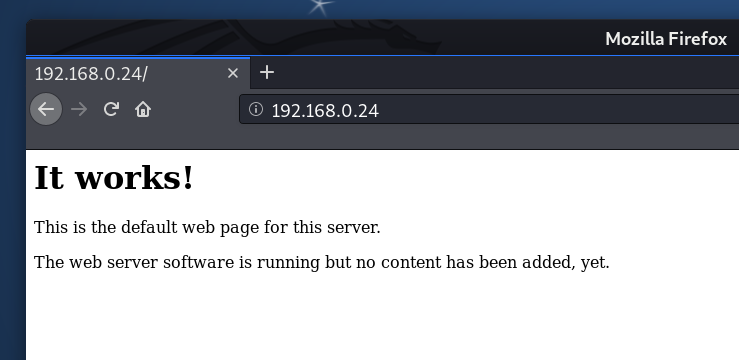 Mozilla Firefox
192.168.0.24/
192.168.0.24
It works!
This is the default web page for this server.
The web server software is running but no content has been added, yet.